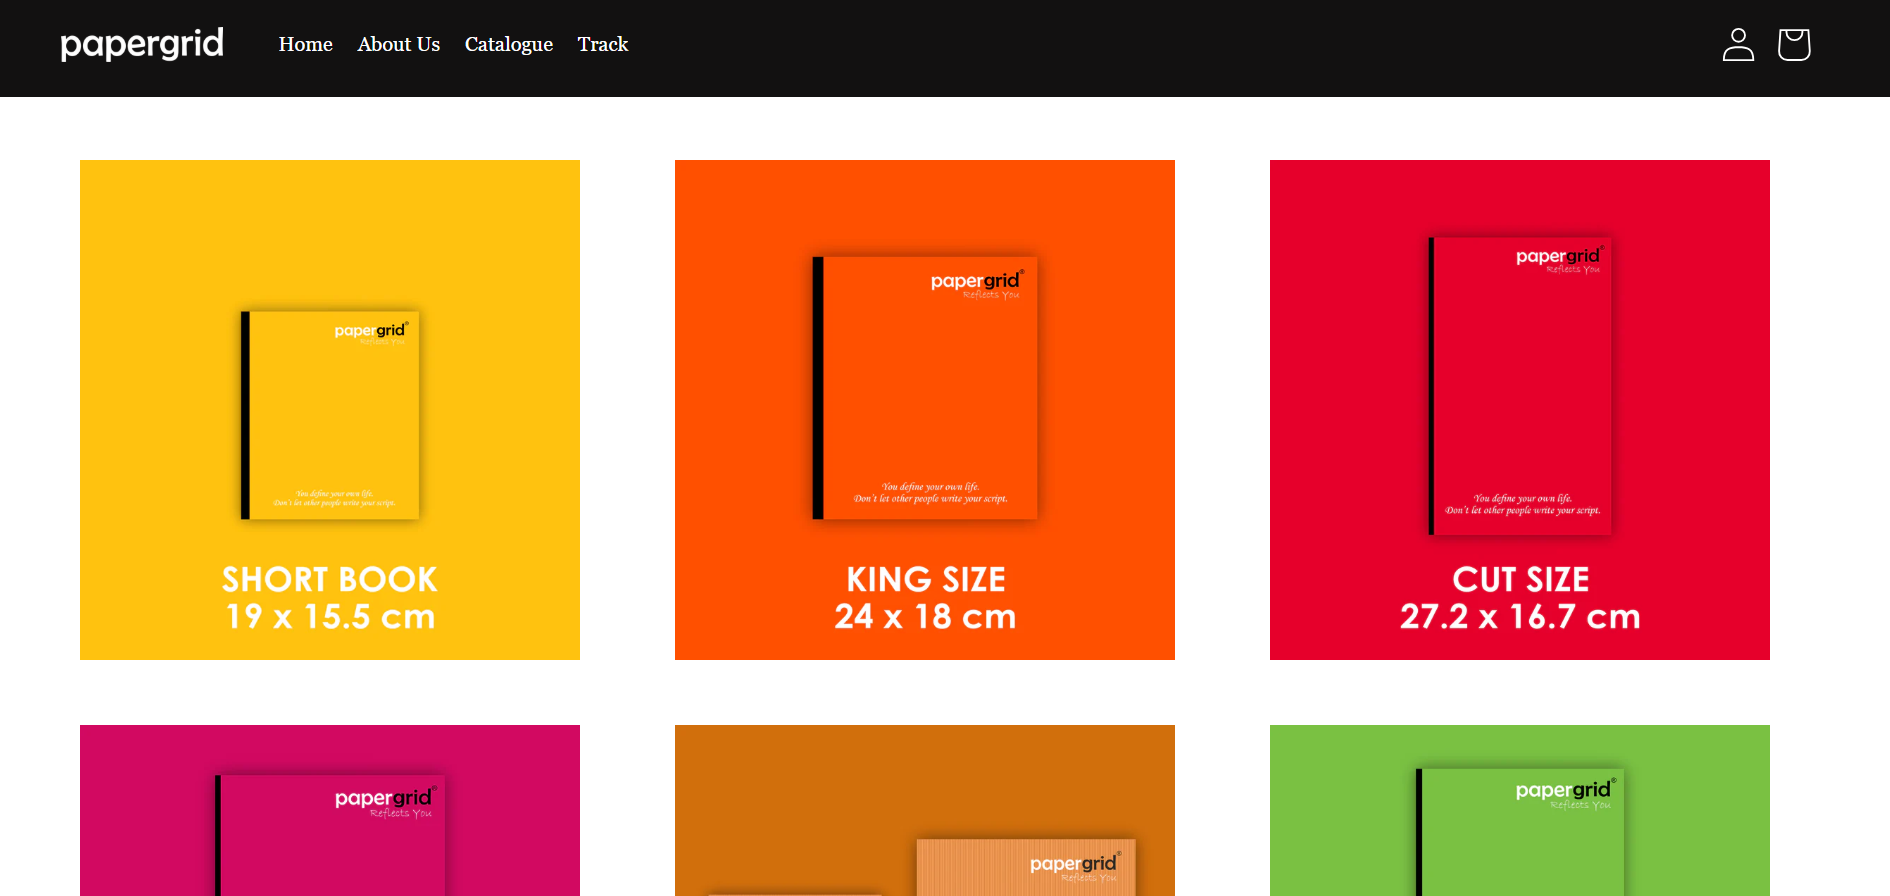 papergrid Home About Us Catalogue Track
papergrid®
Reflects You
You define your own life.
Don't let other people write your script.
SHORT BOOK
19 x 15.5 cm
papergrid®
Reflects You
You define your own life.
Don't let other people write your script.
KING SIZE
24 x 18 cm
papergrid®
Reflects You
You define your own life.
Don't let other people write your script.
CUT SIZE
27.2 x 16.7 cm
papergrid®
Reflects You
papergrid®
Reflects You
papergrid®
Reflects You